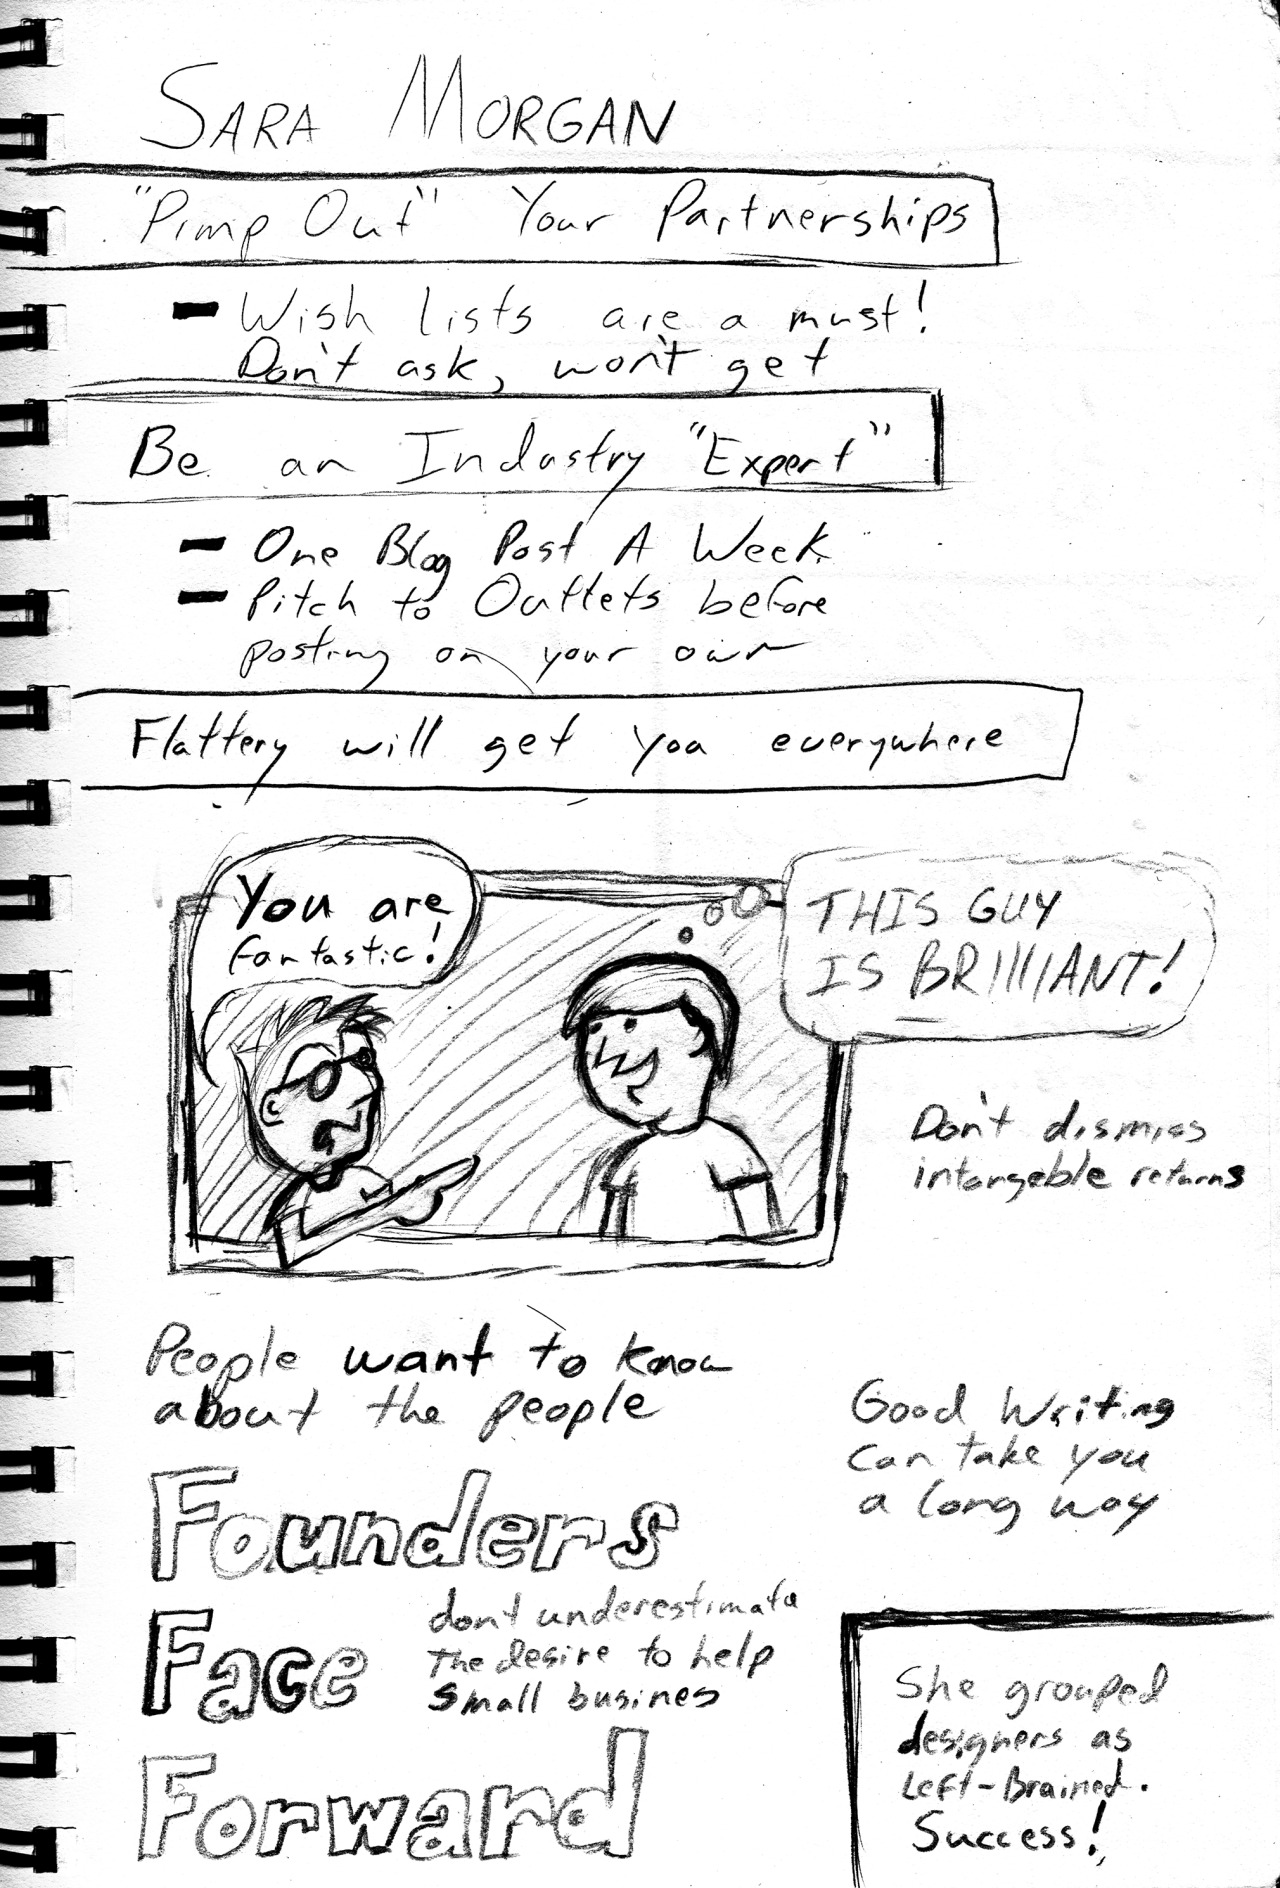 SARA MORGAN
"Pimp Out" Your Partnerships
- Wish lists are a must!
Don't ask, won't get
Be an Industry "Expert"
- One Blog Post A Week
- Pitch to Outlets before
posting on your own
Flattery will get you everywhere
You are
fantastic!
THIS GUY
IS BRIllIANT!
Don't dismiss
intangeble returns
People want to know
about the people
Good Writing
can take you
a long way
Founders
Face
dont underestimate
The desire to help
small busines
Forward
She grouped
designers as
Left-Brained.
Success!